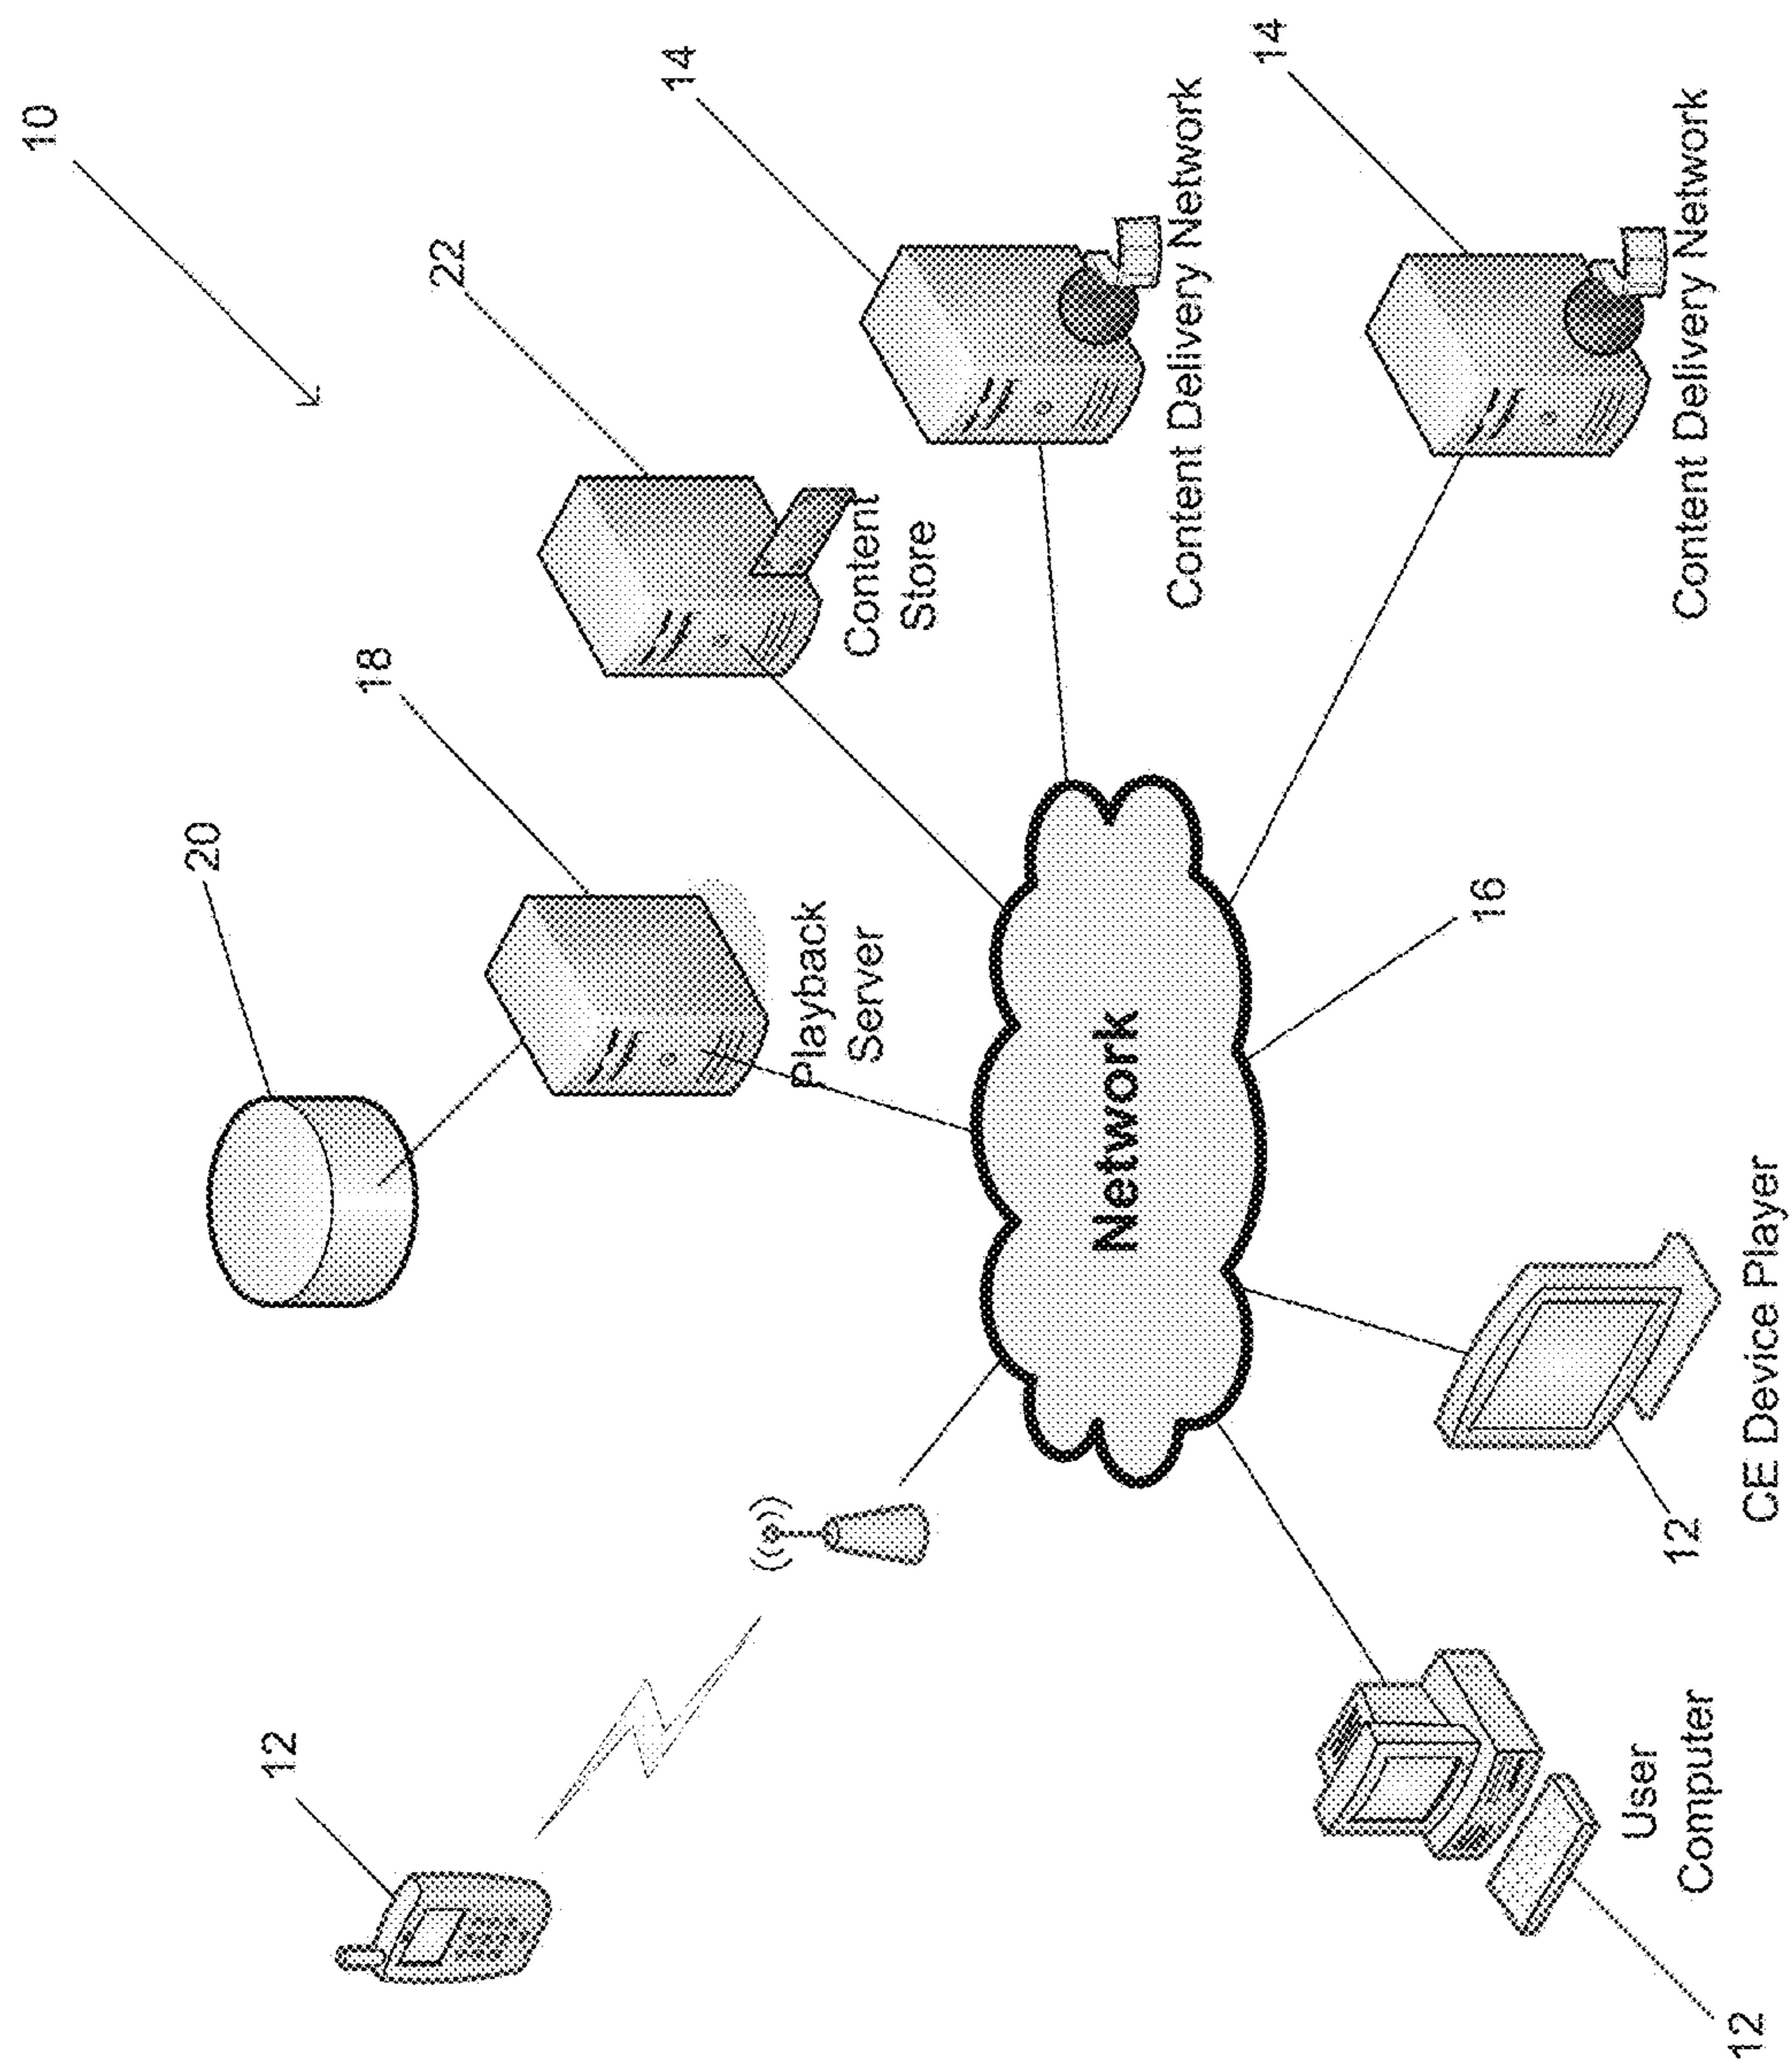 10
20
12
18
22
14
Playback
Server
Content
Store
Network
Content Delivery Network
14
16
User
Computer
12
Content Delivery Network
12
CE Device Player